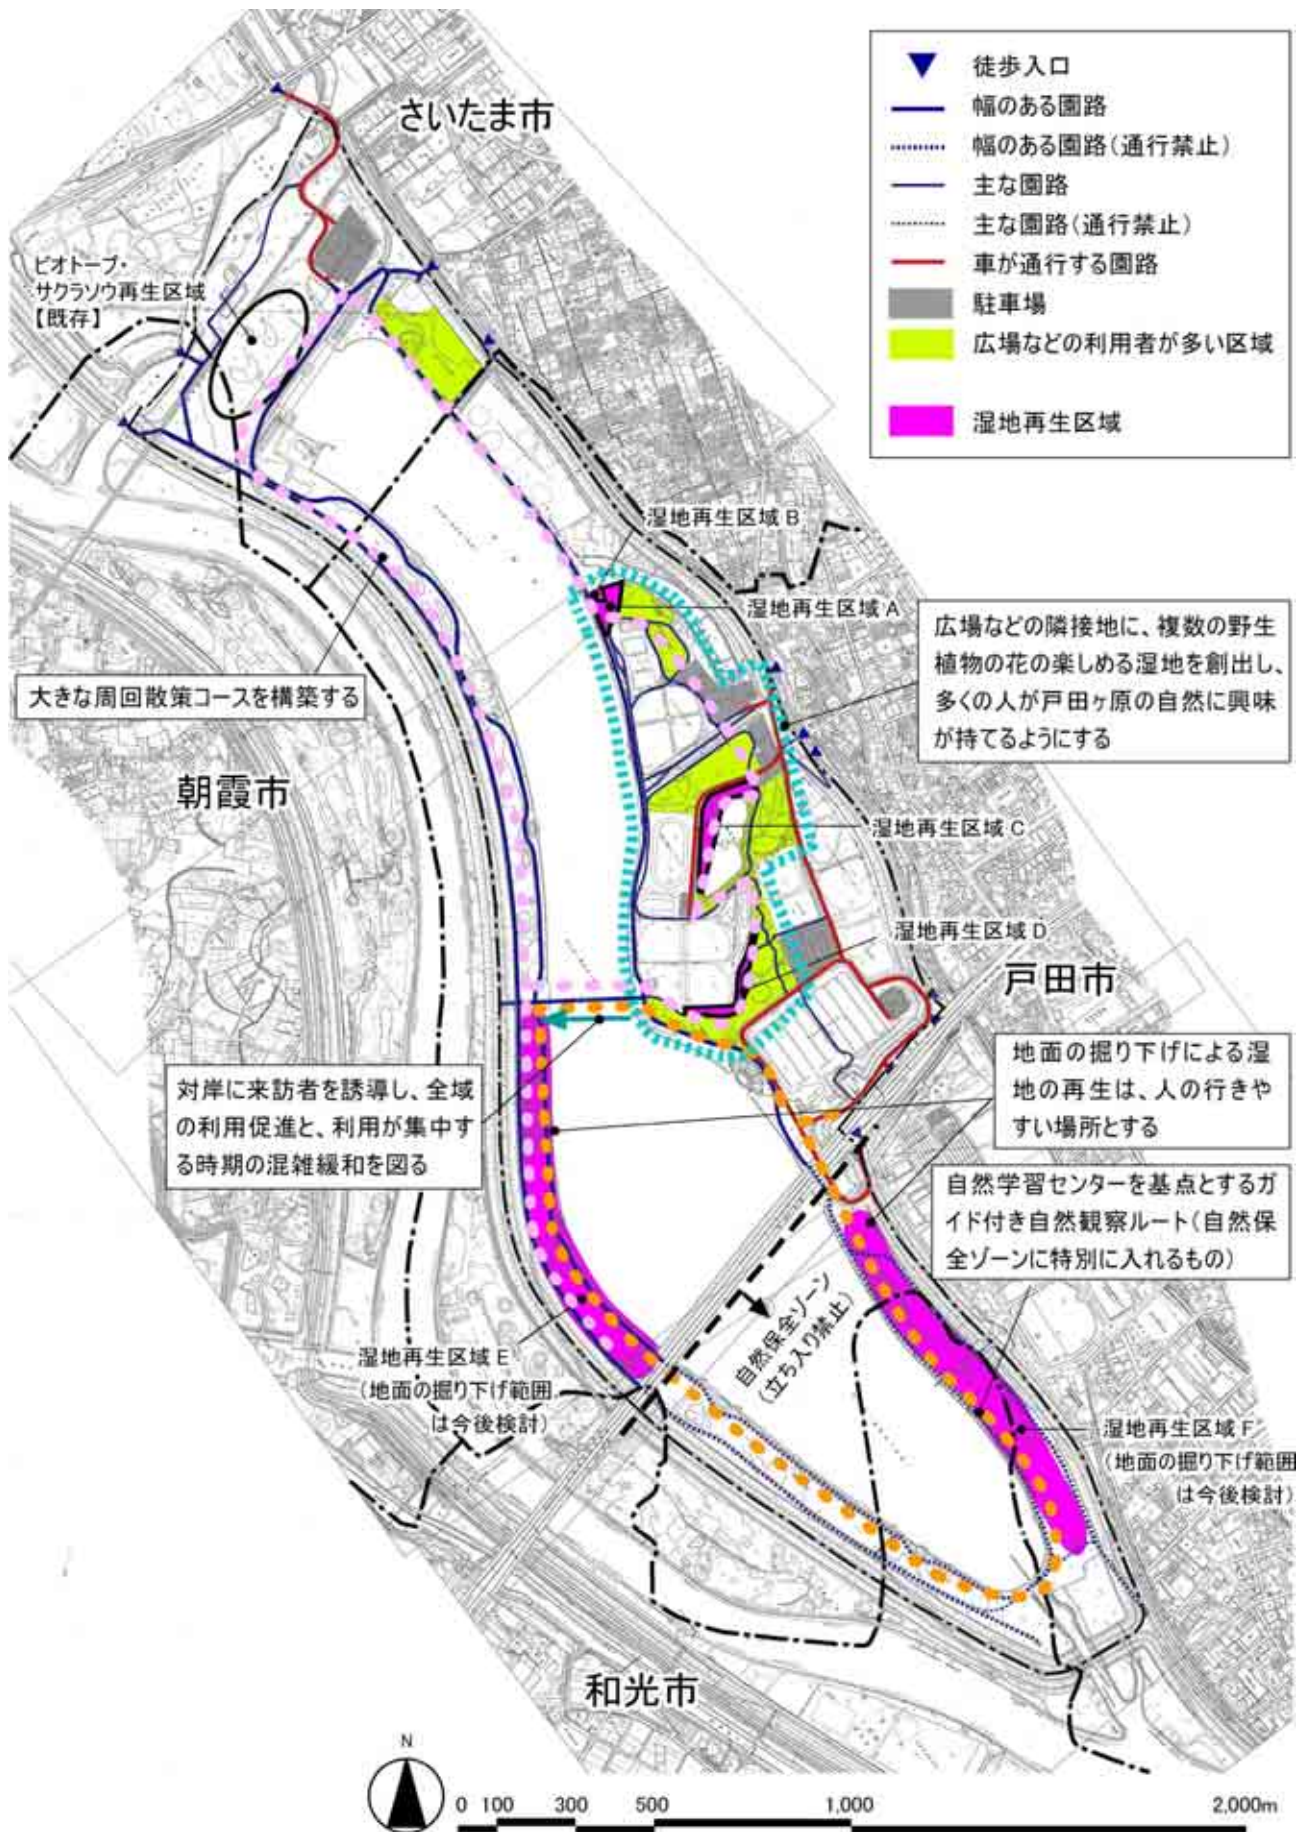 徒歩入口
幅のある園路
幅のある園路(通行禁止)
主な園路
主な園路(通行禁止)
車が通行する園路
駐車場
広場などの利用者が多い区域
湿地再生区域
さいたま市
ビオトープ・
サクラソウ再生区域
【既存】
湿地再生区域 B
湿地再生区域 A
広場などの隣接地に、複数の野生
植物の花の楽しめる湿地を創出し、
多くの人が戸田ヶ原の自然に興味
が持てるようにする
大きな周回散策コースを構築する
朝霞市
湿地再生区域 C
湿地再生区域 D
戸田市
対岸に来訪者を誘導し、全域
の利用促進と、利用が集中す
る時期の混雑緩和を図る
地面の掘り下げによる湿
地の再生は、人の行きや
すい場所とする
自然学習センターを基点とするガ
イド付き自然観察ルート(自然保
全ゾーンに特別に入れるもの)
自然保全ゾーン
(立ち入り禁止)
湿地再生区域 E
(地面の掘り下げ範囲
は今後検討)
湿地再生区域 F
(地面の掘り下げ範囲
は今後検討)
和光市
N
0 100 300 500 1,000 2,000m